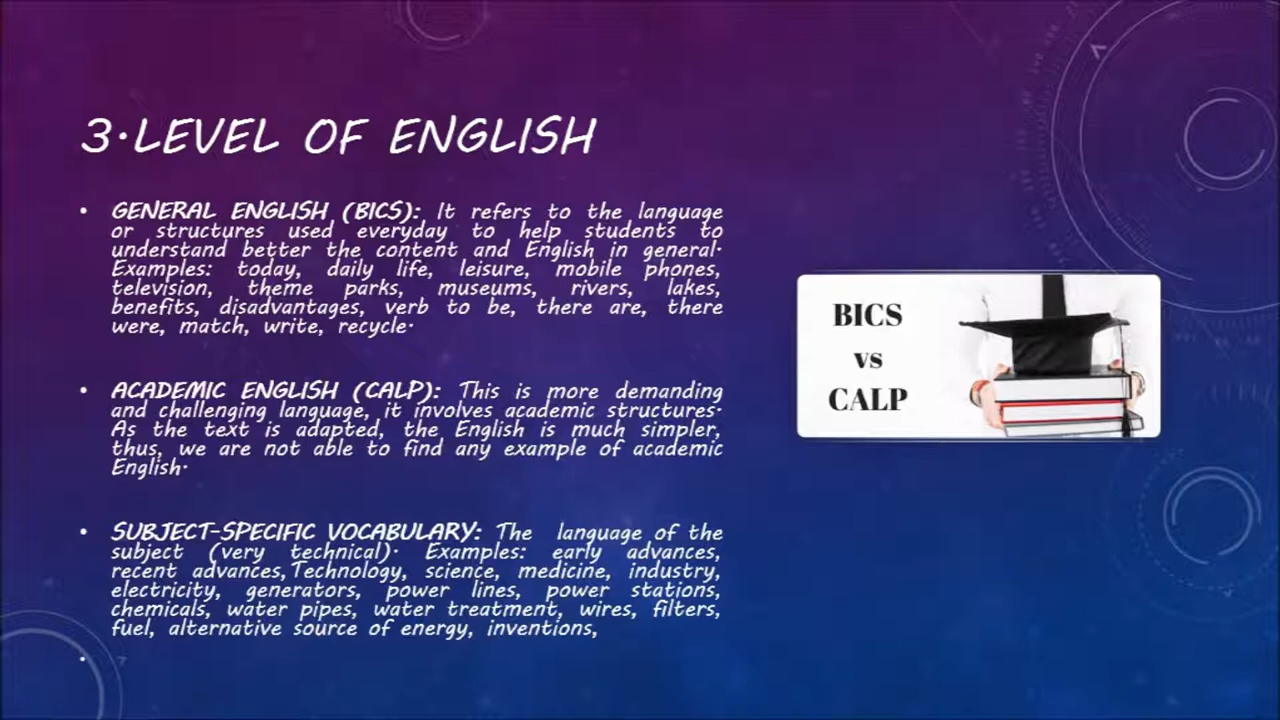 3.LEVEL OF ENGLISH
• GENERAL ENGLISH (BICS): It refers to the language
or structures used everyday to help students to
understand better the content and English in general.
Examples: today, daily life, leisure, mobile phones,
television, theme parks, museums, rivers, lakes,
benefits, disadvantages, verb to be, there are, there
were, match, write, recycle.
• ACADEMIC ENGLISH (CALP): This is more demanding
and challenging language, it involves academic structures.
As the text is adapted, the English is much simpler,
thus, we are not able to find any example of academic
English.
• SUBJECT-SPECIFIC VOCABULARY: The language of the
subject (very technical). Examples: early advances,
recent advances, Technology, science, medicine, industry,
electricity, generators, power lines, power stations,
chemicals, water pipes, water treatment, wires, filters,
fuel, alternative source of energy, inventions,
•
BICS
vs
CALP